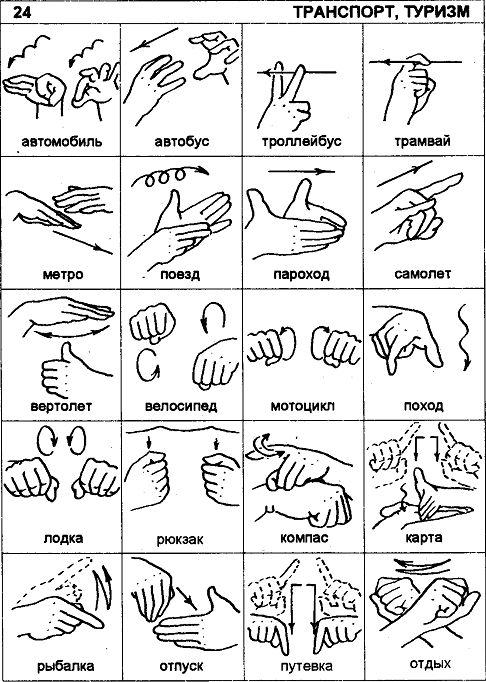 24 ТРАНСПОРТ, ТУРИЗМ
автомобиль автобус троллейбус трамвай
метро поезд пароход самолет
вертолет велосипед мотоцикл поход
лодка рюкзак компас карта
рыбалка отпуск путевка отдых